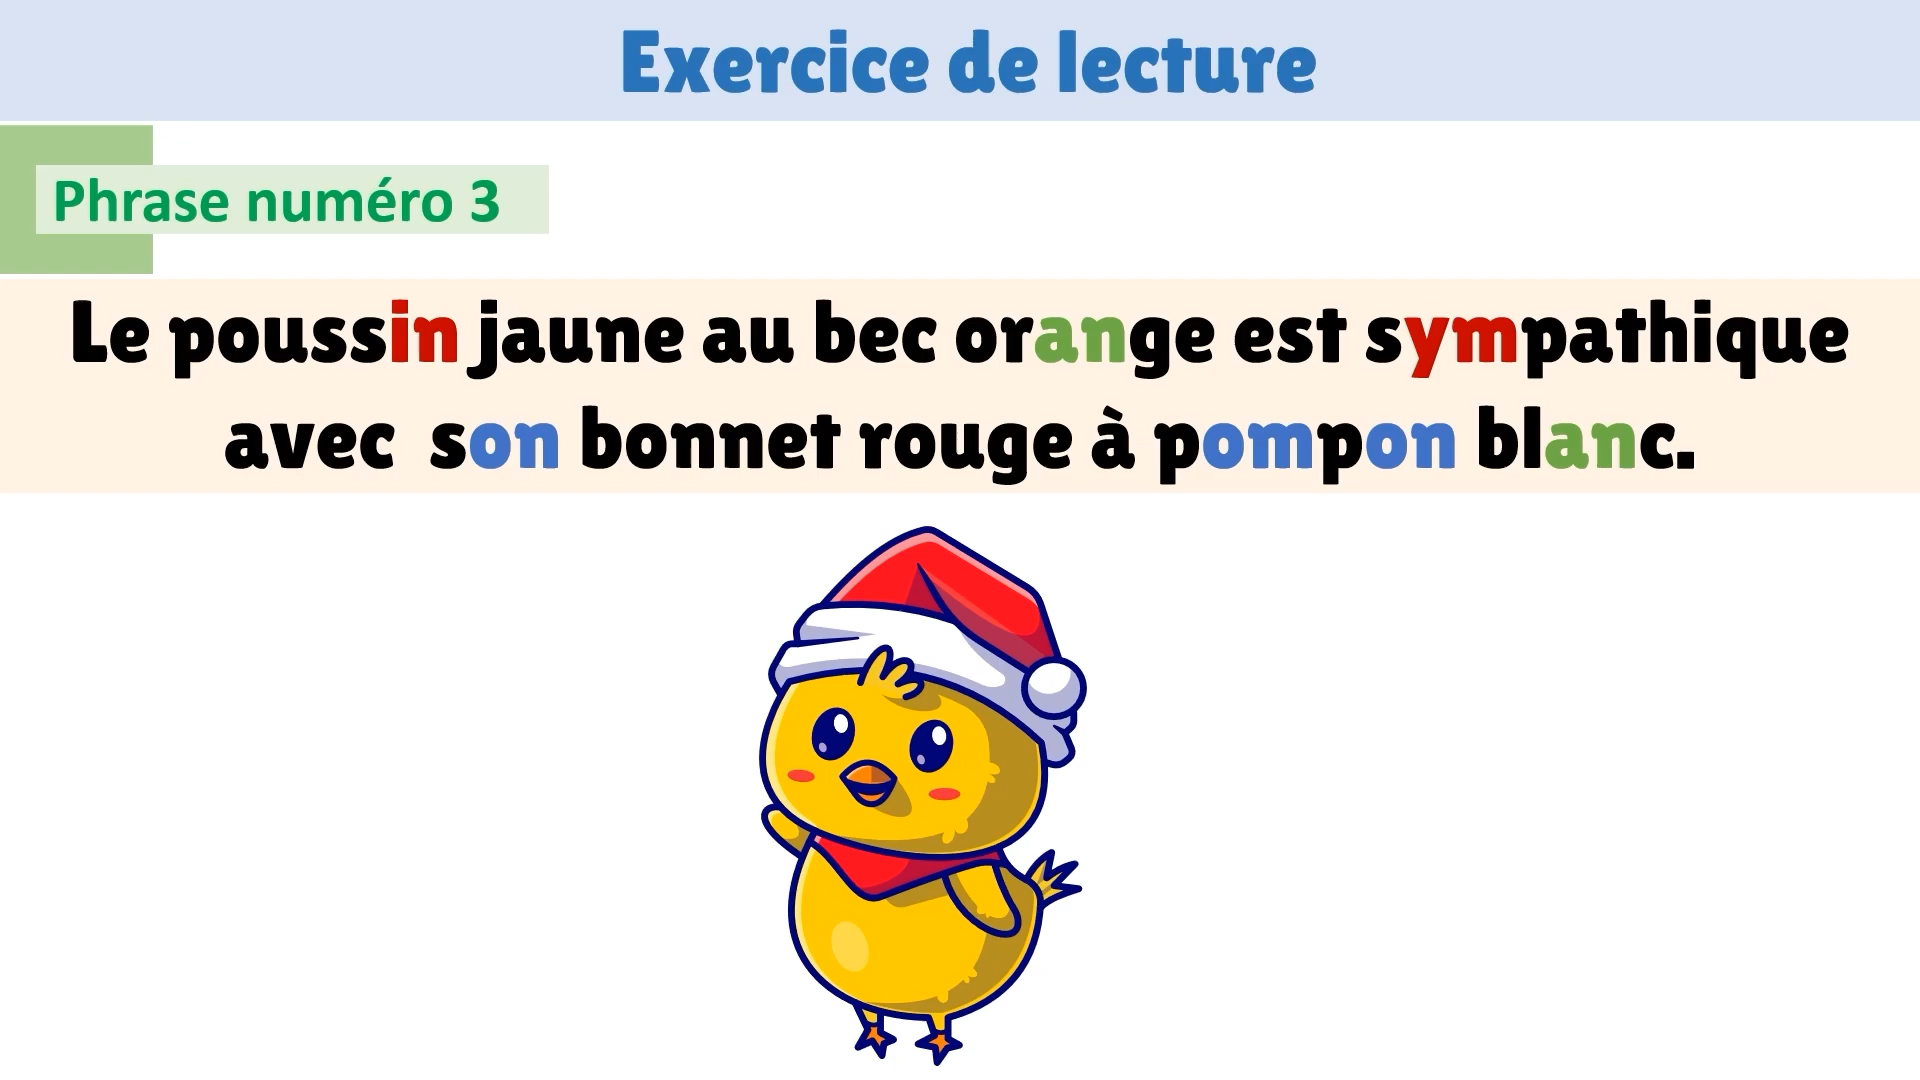 Exercice de lecture
Phrase numéro 3
Le poussin jaune au bec orange est sympathique
avec son bonnet rouge à pompon blanc.